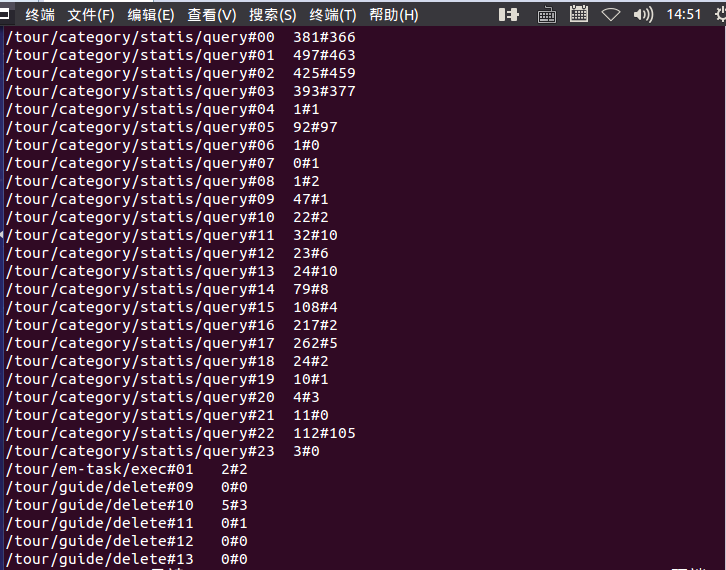 终端 文件(F) 编辑(E) 查看(V) 搜索(S) 终端(T) 帮助(H) 14:51
/tour/category/statis/query#00 381#366
/tour/category/statis/query#01 497#463
/tour/category/statis/query#02 425#459
/tour/category/statis/query#03 393#377
/tour/category/statis/query#04 1#1
/tour/category/statis/query#05 92#97
/tour/category/statis/query#06 1#0
/tour/category/statis/query#07 0#1
/tour/category/statis/query#08 1#2
/tour/category/statis/query#09 47#1
/tour/category/statis/query#10 22#2
/tour/category/statis/query#11 32#10
/tour/category/statis/query#12 23#6
/tour/category/statis/query#13 24#10
/tour/category/statis/query#14 79#8
/tour/category/statis/query#15 108#4
/tour/category/statis/query#16 217#2
/tour/category/statis/query#17 262#5
/tour/category/statis/query#18 24#2
/tour/category/statis/query#19 10#1
/tour/category/statis/query#20 4#3
/tour/category/statis/query#21 11#0
/tour/category/statis/query#22 112#105
/tour/category/statis/query#23 3#0
/tour/em-task/exec#01 2#2
/tour/guide/delete#09 0#0
/tour/guide/delete#10 5#3
/tour/guide/delete#11 0#1
/tour/guide/delete#12 0#0
/tour/guide/delete#13 0#0